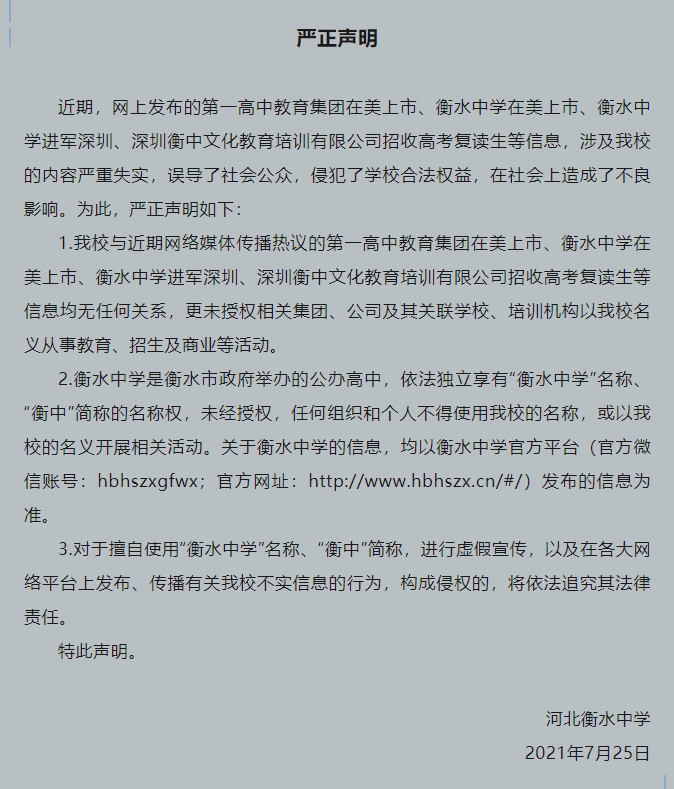 严正声明
近期，网上发布的第一高中教育集团在美上市、衡水中学在美上市、衡水中
学进军深圳、深圳衡中文化教育培训有限公司招收高考复读生等信息，涉及我校
的内容严重失实，误导了社会公众，侵犯了学校合法权益，在社会上造成了不良
影响。为此，严正声明如下：
1.我校与近期网络媒体传播热议的第一高中教育集团在美上市、衡水中学在
美上市、衡水中学进军深圳、深圳衡中文化教育培训有限公司招收高考复读生等
信息均无任何关系，更未授权相关集团、公司及其关联学校、培训机构以我校名
义从事教育、招生及商业等活动。
2.衡水中学是衡水市政府举办的公办高中，依法独立享有“衡水中学”名称、
“衡中”简称的名称权，未经授权，任何组织和个人不得使用我校的名称，或以我
校的名义开展相关活动。关于衡水中学的信息，均以衡水中学官方平台（官方微
信账号：hbhszxgfwx；官方网址：http://www.hbhszx.cn/#/）发布的信息为
准。
3.对于擅自使用“衡水中学”名称、“衡中”简称，进行虚假宣传，以及在各大网
络平台上发布、传播有关我校不实信息的行为，构成侵权的，将依法追究其法律
责任。
特此声明。
河北衡水中学
2021年7月25日